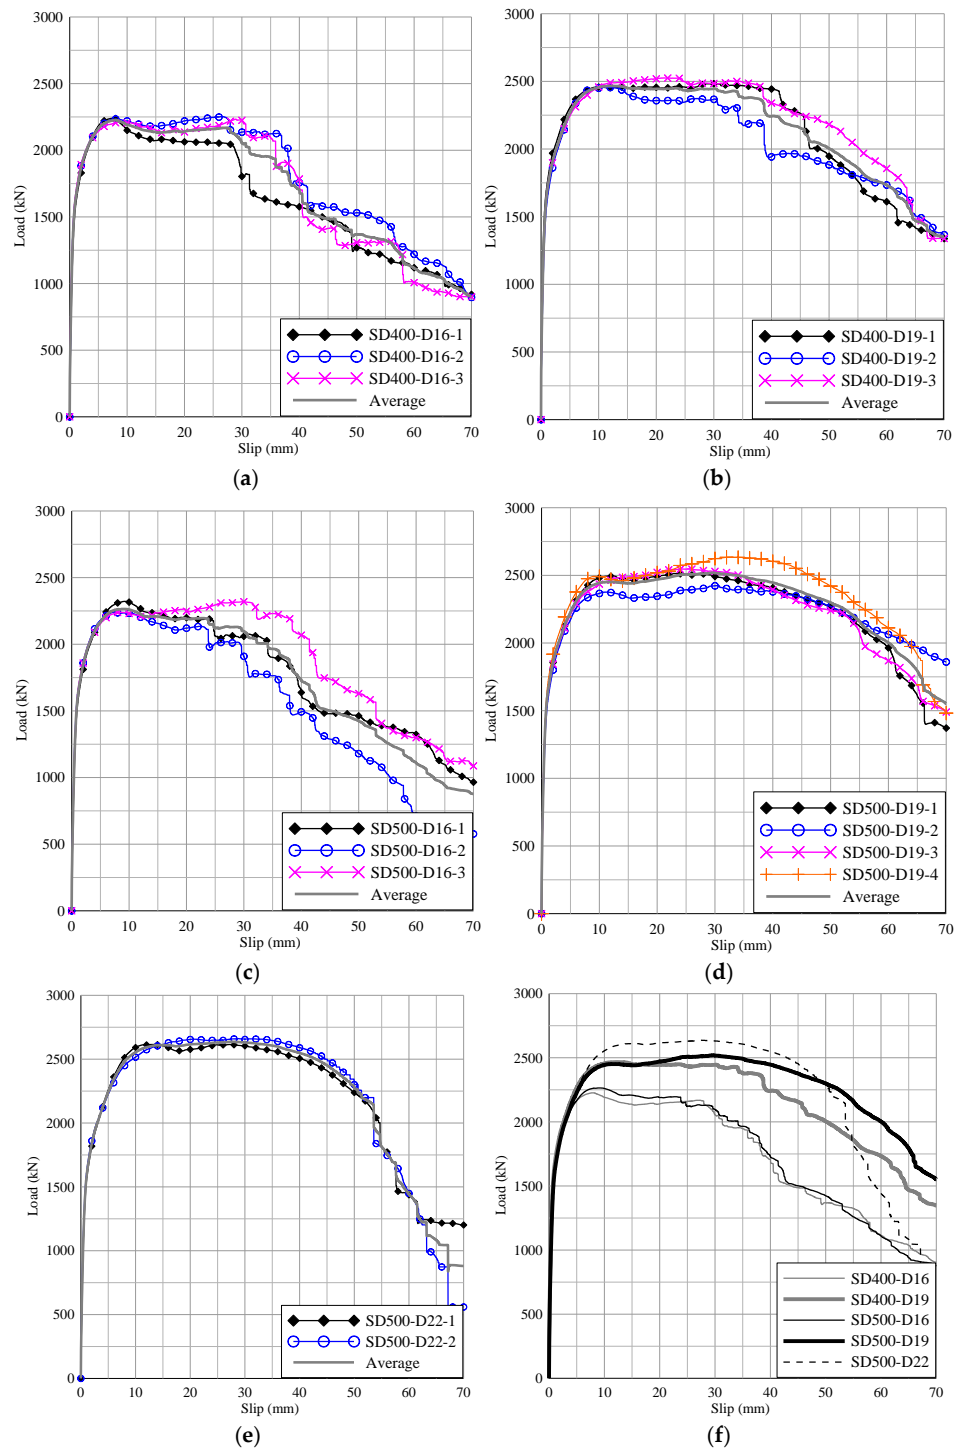 3000
2500
2000
1500
1000
500
0
Load (kN)
0 10 20 30 40 50 60 70
Slip (mm)
SD400-D16-1
SD400-D16-2
SD400-D16-3
Average
(a)
3000
2500
2000
1500
1000
500
0
Load (kN)
0 10 20 30 40 50 60 70
Slip (mm)
SD400-D19-1
SD400-D19-2
SD400-D19-3
Average
(b)
3000
2500
2000
1500
1000
500
0
Load (kN)
0 10 20 30 40 50 60 70
Slip (mm)
SD500-D16-1
SD500-D16-2
SD500-D16-3
Average
(c)
3000
2500
2000
1500
1000
500
0
Load (kN)
0 10 20 30 40 50 60 70
Slip (mm)
SD500-D19-1
SD500-D19-2
SD500-D19-3
SD500-D19-4
Average
(d)
3000
2500
2000
1500
1000
500
0
Load (kN)
0 10 20 30 40 50 60 70
Slip (mm)
SD500-D22-1
SD500-D22-2
Average
(e)
3000
2500
2000
1500
1000
500
0
Load (kN)
0 10 20 30 40 50 60 70
Slip (mm)
SD400-D16
SD400-D19
SD500-D16
SD500-D19
SD500-D22
(f)